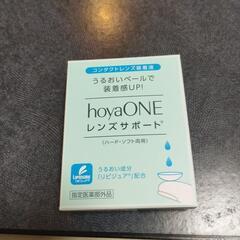 コンタクトレンズ装着液
うるおいベールで
装着感UP!
hoyaONE
レンズサポート
(ハード・ソフト両用)
うるおい成分
「リピジュア®」配合
LIPIDURE
指定医薬部外品